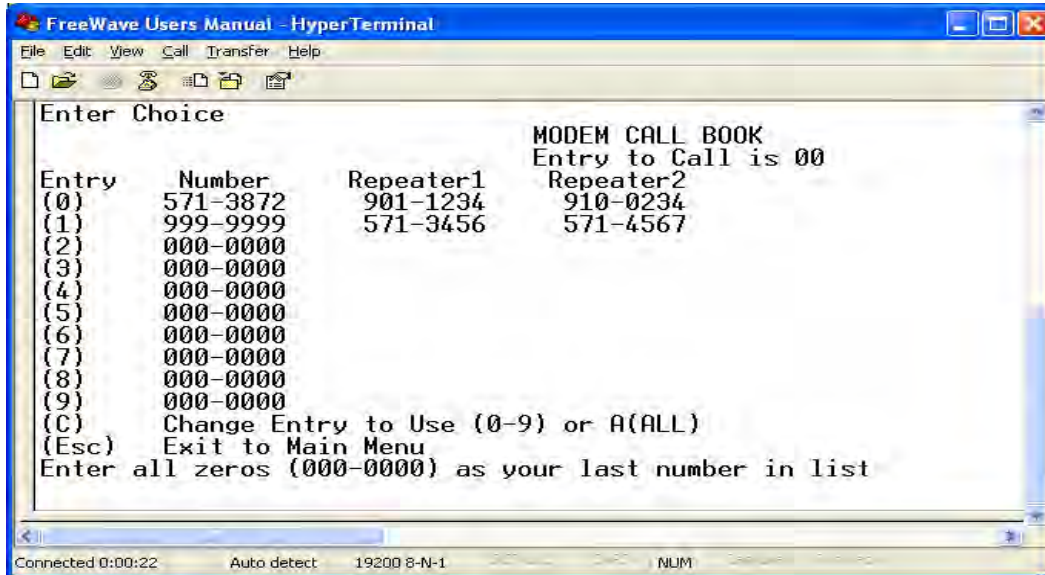 FreeWave Users Manual - HyperTerminal
File Edit View Call Transfer Help
Enter Choice
MODEM CALL BOOK
Entry to Call is 00
Entry Number Repeater1 Repeater2
(0) 571-3872 901-1234 910-0234
(1) 999-9999 571-3456 571-4567
(2) 000-0000
(3) 000-0000
(4) 000-0000
(5) 000-0000
(6) 000-0000
(7) 000-0000
(8) 000-0000
(9) 000-0000
(C) Change Entry to Use (0-9) or A(ALL)
(Esc) Exit to Main Menu
Enter all zeros (000-0000) as your last number in list
Connected 0:00:22 Auto detect 19200 8-N-1 NUM